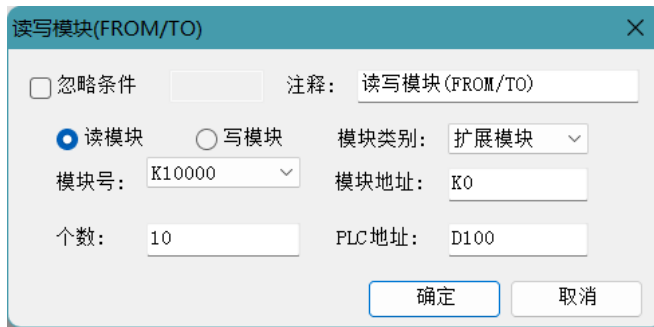 读写模块(FROM/TO)
忽略条件 注释: 读写模块(FROM/TO)
读模块 写模块 模块类别: 扩展模块
模块号: K10000 模块地址: K0
个数: 10 PLC地址: D100
确定 取消